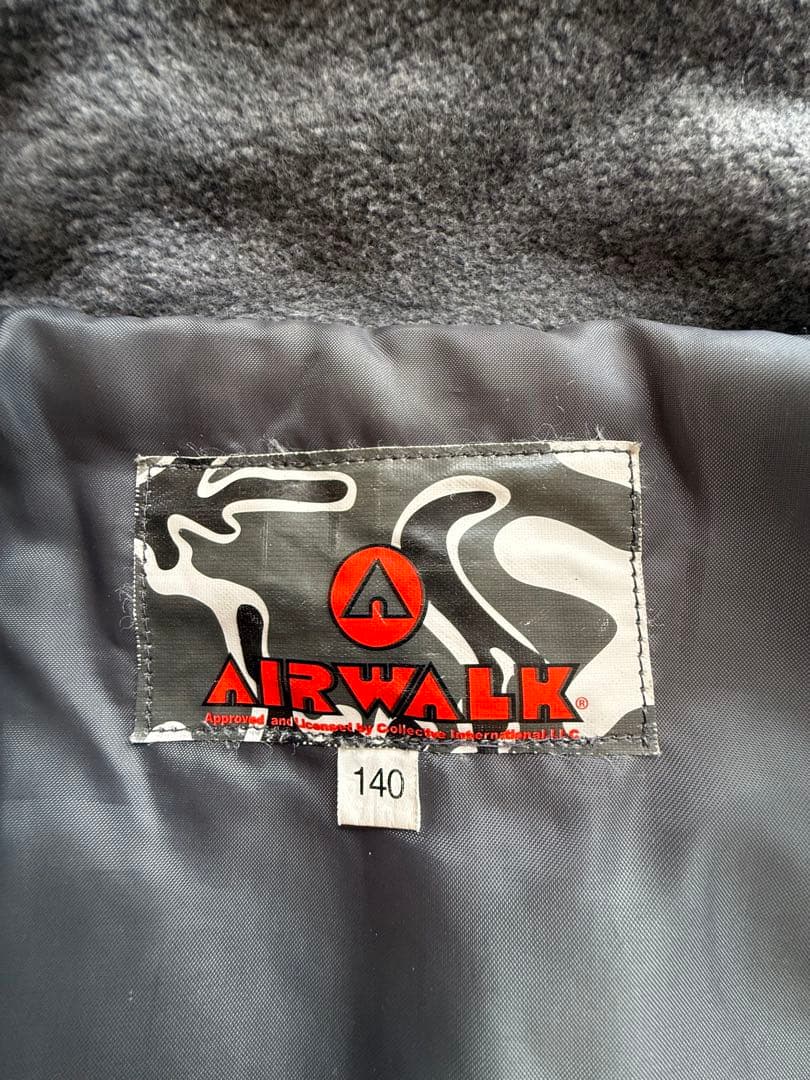 AIRWALK®
Approved and Licensed by Collective International LLC
140